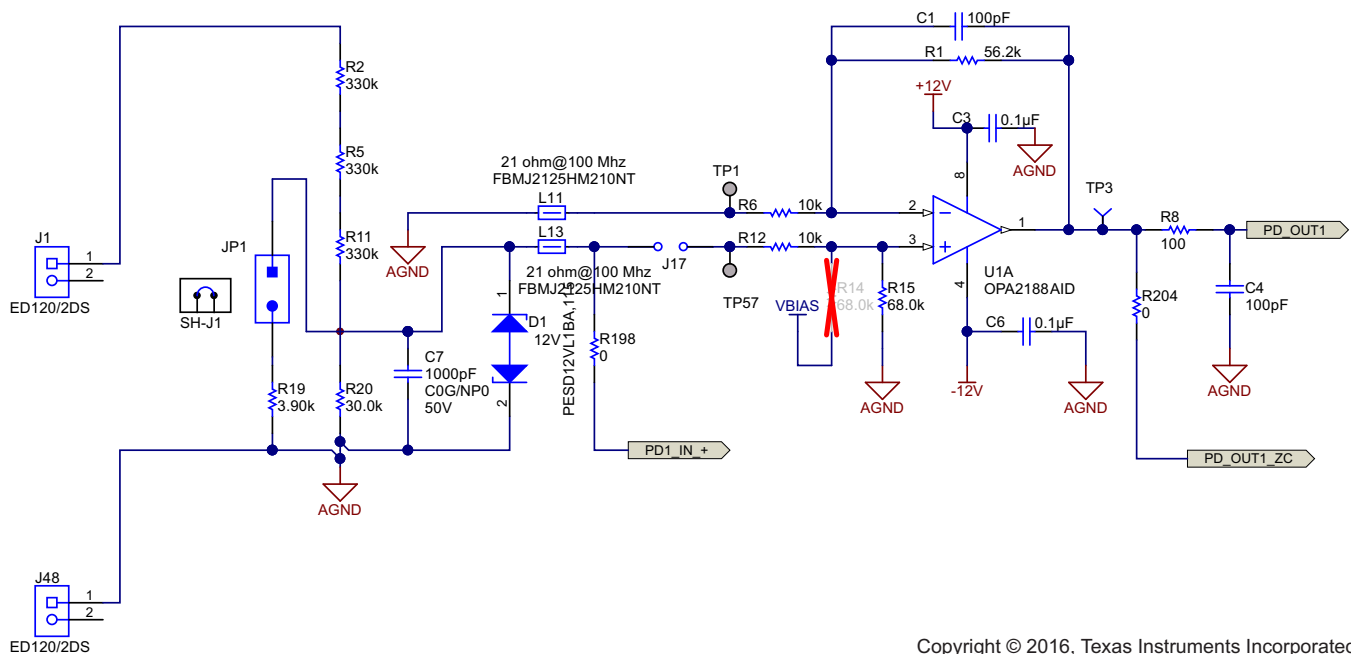 C1
100pF
R1
56.2k
R2
330k
+12V
C3
0.1µF
AGND
R5
330k
21 ohm@100 Mhz
FBMJ2125HM210NT
TP1
8
L11
R6
10k
2
TP3
1
R8
100
PD_OUT1
J1
1
2
ED120/2DS
JP1
R11
330k
AGND
L13
R12
10k
3
J17
21 ohm@100 Mhz
FBMJ2125HM210NT
TP57
SH-J1
1
D1
12V
2
PESD12VL1BA,115
R198
0
VBIAS
R14
68.0k
R15
68.0k
4
U1A
OPA2188AID
C6
0.1µF
-12V
AGND
AGND
R204
0
C4
100pF
AGND
C7
1000pF
C0G/NP0
50V
R19
3.90k
R20
30.0k
PD1_IN_+
PD_OUT1_ZC
AGND
J48
1
2
ED120/2DS
Copyright © 2016, Texas Instruments Incorporated